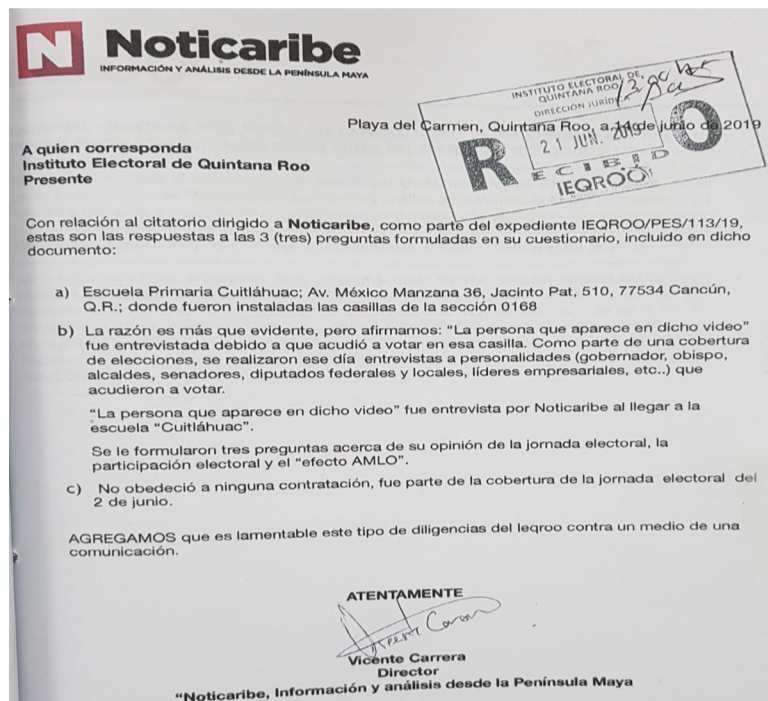 N Noticaribe
INFORMACIÓN Y ANÁLISIS DESDE LA PENÍNSULA MAYA
INSTITUTO ELECTORAL DE
QUINTANA ROO
DIRECCIÓN JURÍDICA
21 JUN. 2019
RECIBIDO
IEQROO
Playa del Carmen, Quintana Roo, a 14 de junio de 2019
A quien corresponda
Instituto Electoral de Quintana Roo
Presente
Con relación al citatorio dirigido a Noticaribe, como parte del expediente IEQROO/PES/113/19,
estas son las respuestas a las 3 (tres) preguntas formuladas en su cuestionario, incluido en dicho
documento:
a) Escuela Primaria Cuitláhuac; Av. México Manzana 36, Jacinto Pat, 510, 77534 Cancún,
Q.R.; donde fueron instaladas las casillas de la sección 0168
b) La razón es más que evidente, pero afirmamos: “La persona que aparece en dicho video”
fue entrevistada debido a que acudió a votar en esa casilla. Como parte de una cobertura
de elecciones, se realizaron ese día entrevistas a personalidades (gobernador, obispo,
alcaldes, senadores, diputados federales y locales, líderes empresariales, etc..) que
acudieron a votar.
“La persona que aparece en dicho video” fue entrevista por Noticaribe al llegar a la
escuela “Cuitláhuac”.
Se le formularon tres preguntas acerca de su opinión de la jornada electoral, la
participación electoral y el “efecto AMLO”.
c) No obedeció a ninguna contratación, fue parte de la cobertura de la jornada electoral del
2 de junio.
AGREGAMOS que es lamentable este tipo de diligencias del Ieqroo contra un medio de una
comunicación.
ATENTAMENTE
Vicente Carrera
Director
“Noticaribe, Información y análisis desde la Península Maya